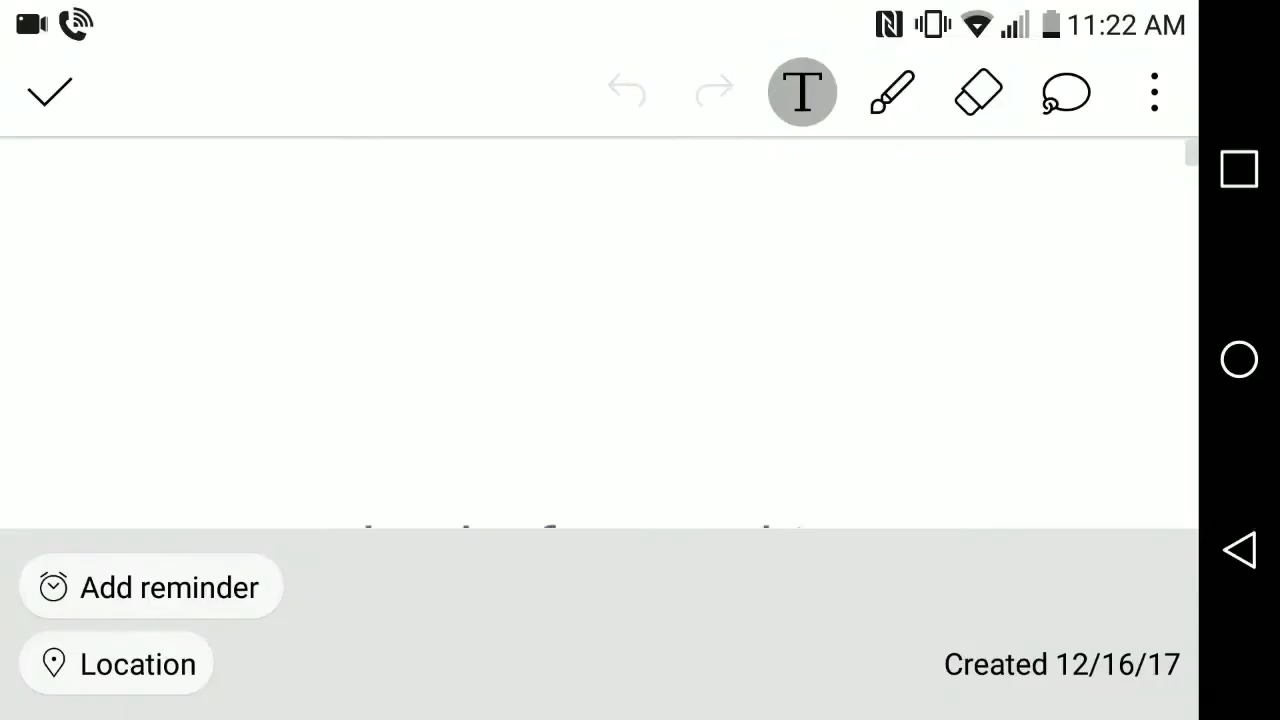 11:22 AM
T
Add reminder
Location
Created 12/16/17